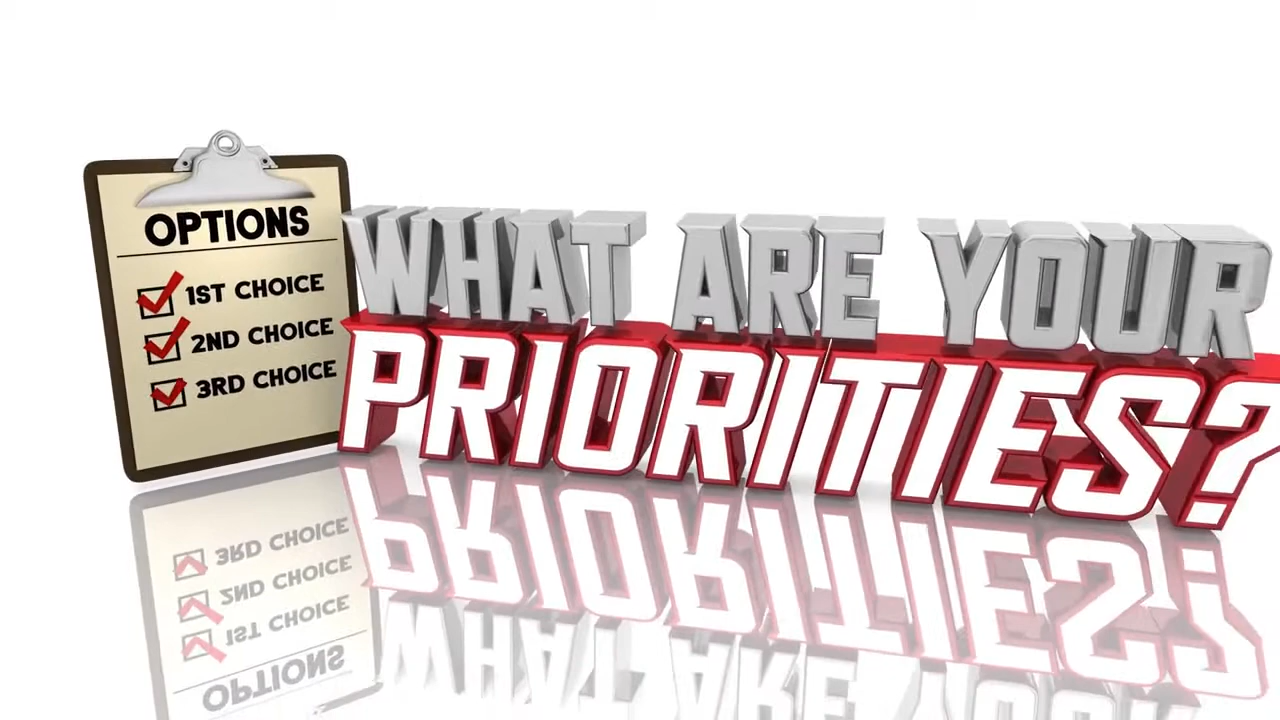 OPTIONS
1ST CHOICE
2ND CHOICE
3RD CHOICE
WHAT ARE YOUR
PRIORITIES?